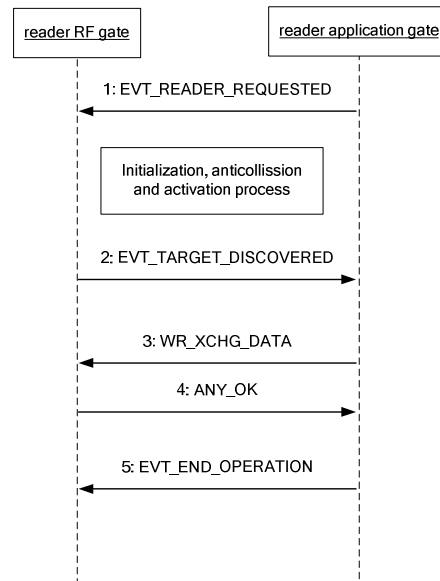 reader RF gate
reader application gate
1: EVT_READER_REQUESTED
Initialization, anticollission
and activation process
2: EVT_TARGET_DISCOVERED
3: WR_XCHG_DATA
4: ANY_OK
5: EVT_END_OPERATION